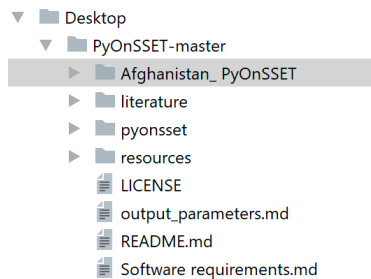 Desktop
PyOnSSET-master
Afghanistan_ PyOnSSET
literature
pyonsset
resources
LICENSE
output_parameters.md
README.md
Software requirements.md